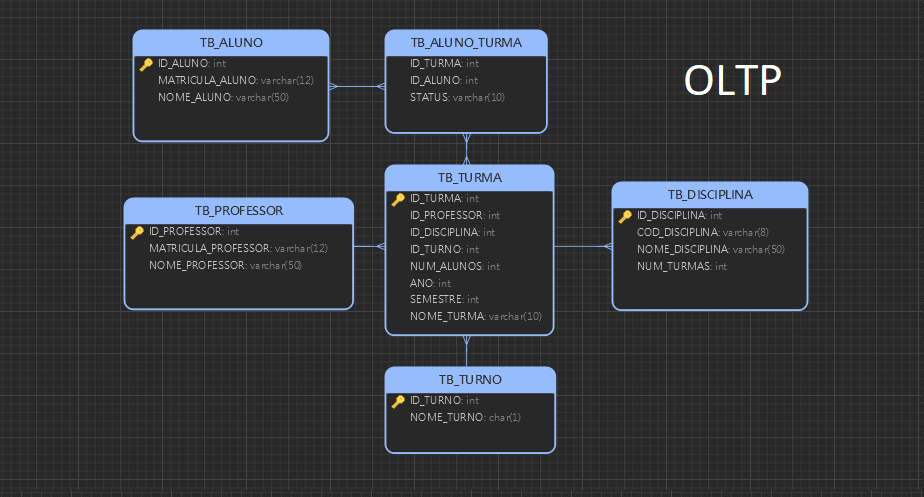 TB_ALUNO
ID_ALUNO: int
MATRICULA_ALUNO: varchar(12)
NOME_ALUNO: varchar(50)
TB_ALUNO_TURMA
ID_TURMA: int
ID_ALUNO: int
STATUS: varchar(10)
OLTP
TB_PROFESSOR
ID_PROFESSOR: int
MATRICULA_PROFESSOR: varchar(12)
NOME_PROFESSOR: varchar(50)
TB_TURMA
ID_TURMA: int
ID_PROFESSOR: int
ID_DISCIPLINA: int
ID_TURNO: int
NUM_ALUNOS: int
ANO: int
SEMESTRE: int
NOME_TURMA: varchar(10)
TB_DISCIPLINA
ID_DISCIPLINA: int
COD_DISCIPLINA: varchar(8)
NOME_DISCIPLINA: varchar(50)
NUM_TURMAS: int
TB_TURNO
ID_TURNO: int
NOME_TURNO: char(1)